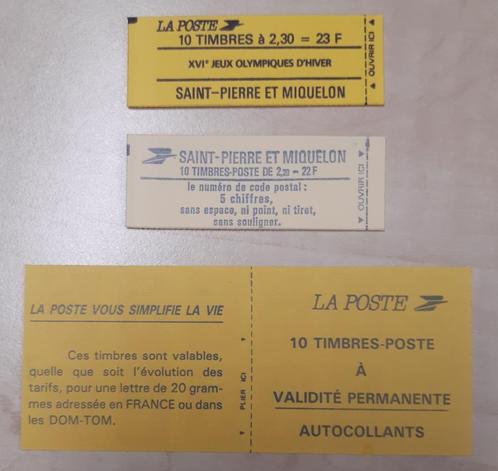 LA POSTE
10 TIMBRES à 2,30 = 23 F
XVIe JEUX OLYMPIQUES D'HIVER
SAINT-PIERRE ET MIQUELON
OUVRIR ICI
SAINT-PIERRE ET MIQUELON
10 TIMBRES-POSTE DE 2,20 = 22F
le numéro de code postal :
5 chiffres,
sans espace, ni point, ni tiret,
sans souligner.
OUVRIR ICI
LA POSTE VOUS SIMPLIFIE LA VIE
Ces timbres sont valables,
quelle que soit l'évolution des
tarifs, pour une lettre de 20 gram-
mes adressée en FRANCE ou dans
les DOM-TOM.
PLIER ICI
LA POSTE
10 TIMBRES-POSTE
À
VALIDITÉ PERMANENTE
AUTOCOLLANTS